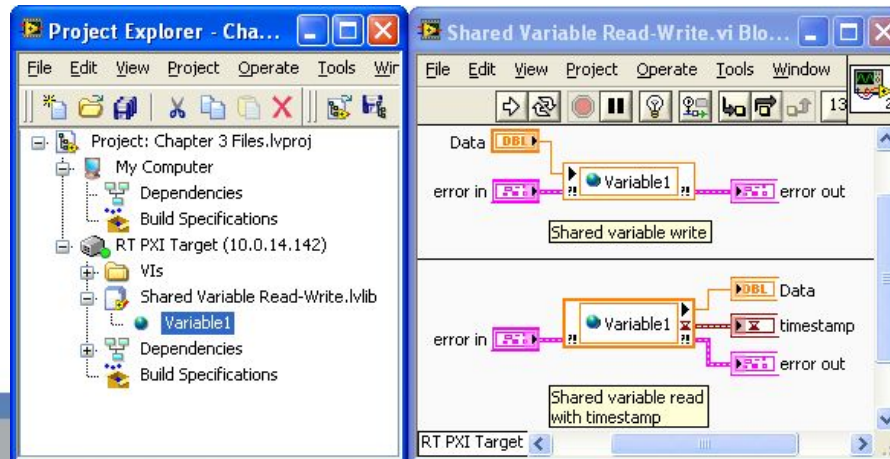 Project Explorer - Cha...
File Edit View Project Operate Tools Wir
Project: Chapter 3 Files.lvproj
My Computer
Dependencies
Build Specifications
RT PXI Target (10.0.14.142)
VIs
Shared Variable Read-Write.lvlib
Variable1
Dependencies
Build Specifications
Shared Variable Read-Write.vi Blo...
File Edit View Project Operate Tools Window
13
2
Data DBL
error in Variable1 error out
Shared variable write
DBL Data
error in Variable1 timestamp
error out
Shared variable read
with timestamp
RT PXI Target